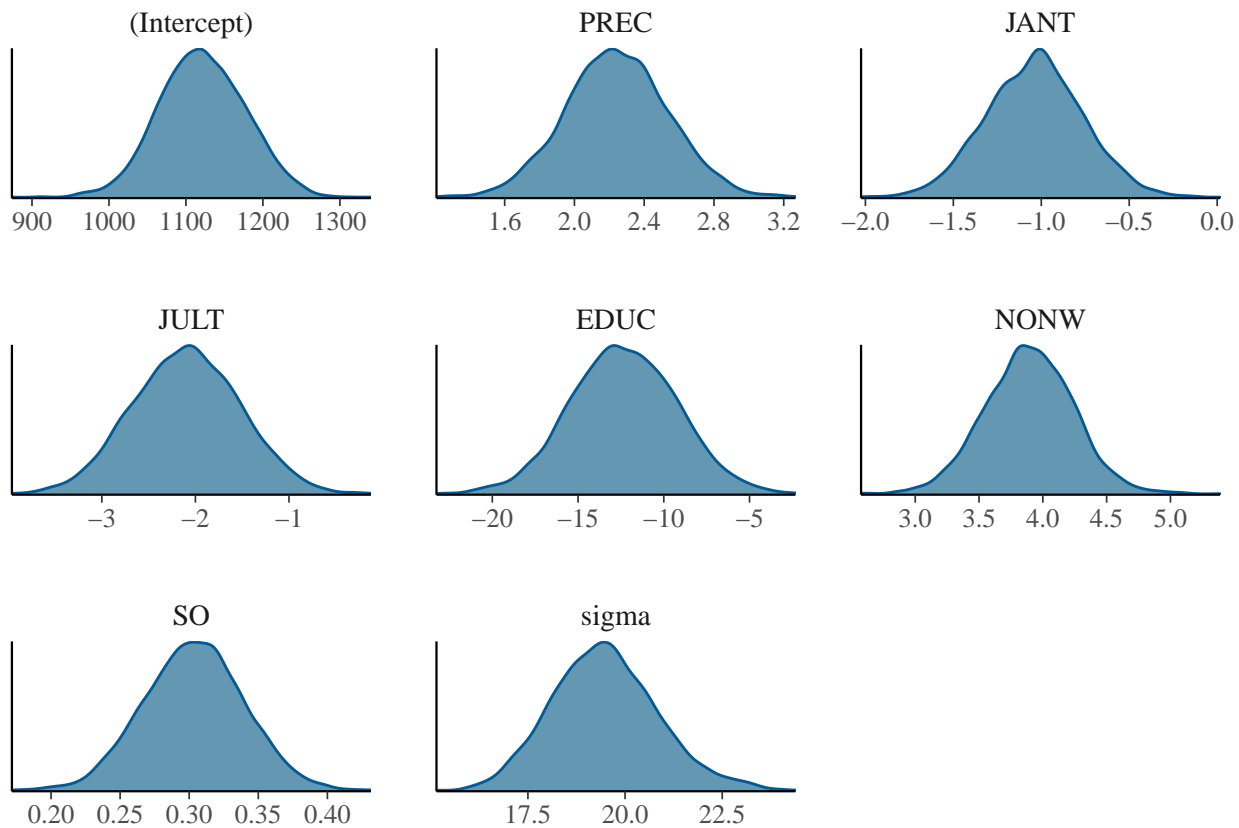 (Intercept)
PREC
JANT
900 1000 1100 1200 1300
1.6 2.0 2.4 2.8 3.2
−2.0 −1.5 −1.0 −0.5 0.0
JULT
EDUC
NONW
−3 −2 −1
−20 −15 −10 −5
3.0 3.5 4.0 4.5 5.0
SO
sigma
0.20 0.25 0.30 0.35 0.40
17.5 20.0 22.5